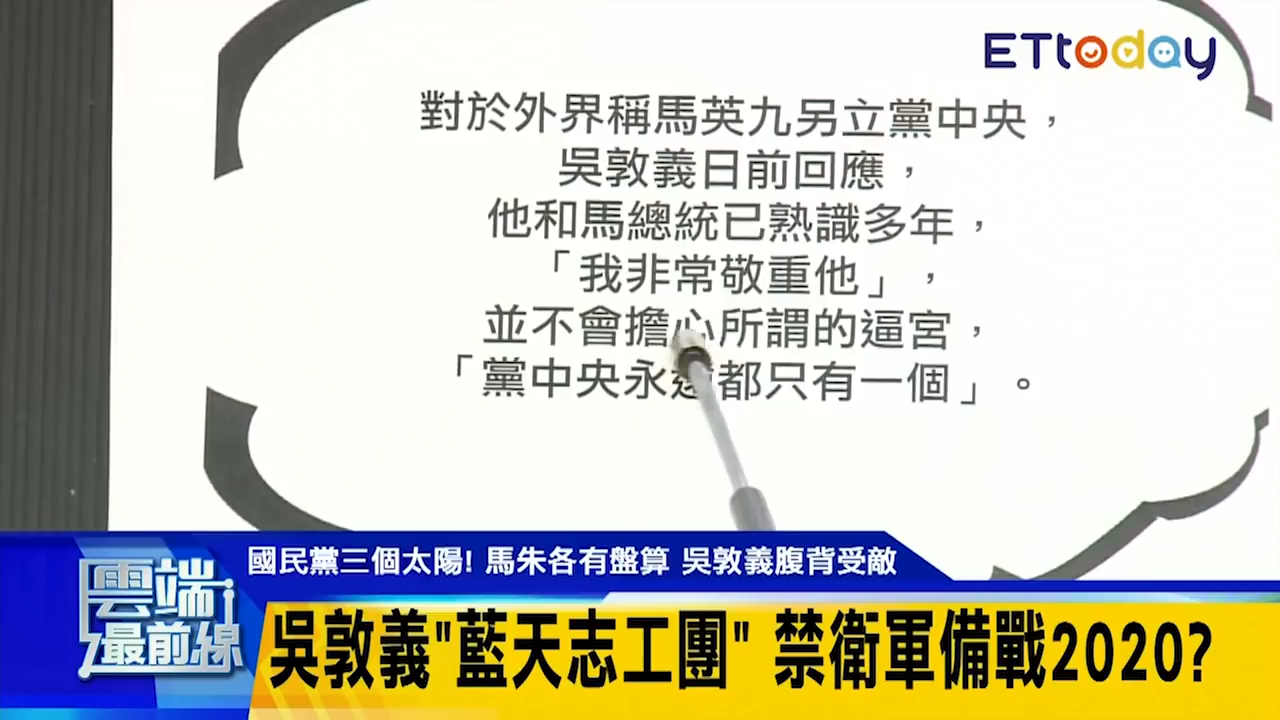 ETtoday
對於外界稱馬英九另立黨中央，
吳敦義日前回應，
他和馬總統已熟識多年，
「我非常敬重他」，
並不會擔心所謂的逼宮，
「黨中央永遠都只有一個」。
國民黨三個太陽! 馬朱各有盤算 吳敦義腹背受敵
雲端
最前線
吳敦義"藍天志工團" 禁衛軍備戰2020?